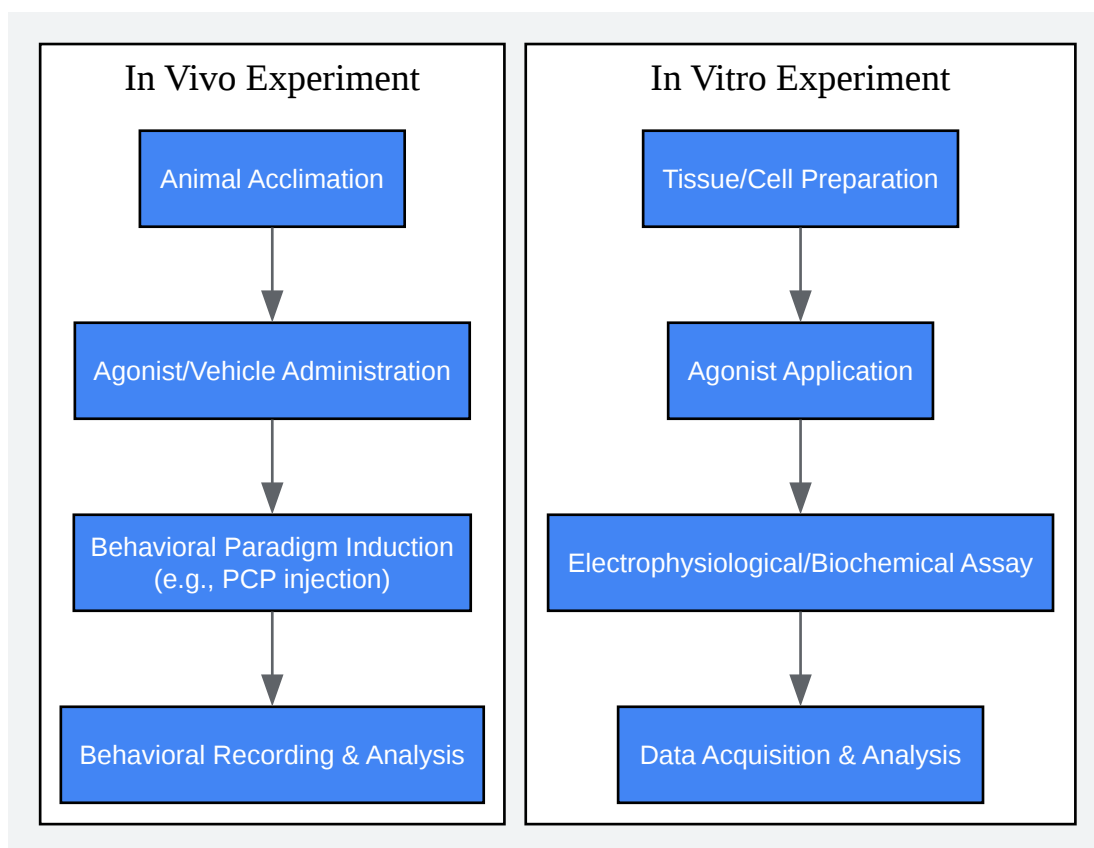 In Vivo Experiment
Animal Acclimation
Agonist/Vehicle Administration
Behavioral Paradigm Induction
(e.g., PCP injection)
Behavioral Recording & Analysis
In Vitro Experiment
Tissue/Cell Preparation
Agonist Application
Electrophysiological/Biochemical Assay
Data Acquisition & Analysis